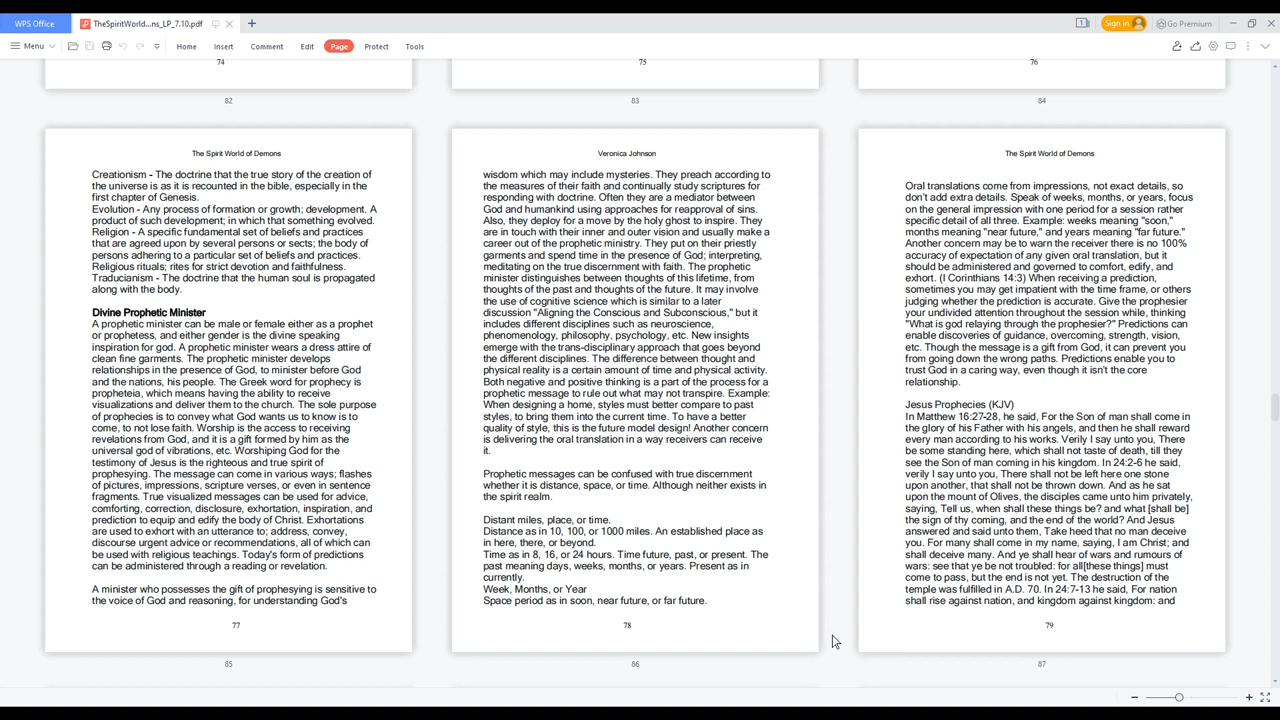 WPS Office
TheSpiritWorld...ns_LP_7.10.pdf
1
Sign in
Go Premium
Menu
Home
Insert
Comment
Edit
Page
Protect
Tools
74
75
76
82
83
84
The Spirit World of Demons
Creationism - The doctrine that the true story of the creation of
the universe is as it is recounted in the bible, especially in the
first chapter of Genesis.
Evolution - Any process of formation or growth; development. A
product of such development; in which that something evolved.
Religion - A specific fundamental set of beliefs and practices
that are agreed upon by several persons or sects; the body of
persons adhering to a particular set of beliefs and practices.
Religious rituals; rites for strict devotion and faithfulness.
Traducianism - The doctrine that the human soul is propagated
along with the body.
Divine Prophetic Minister
A prophetic minister can be male or female either as a prophet
or prophetess, and either gender is the divine speaking
inspiration for god. A prophetic minister wears a dress attire of
clean fine garments. The prophetic minister develops
relationships in the presence of God, to minister before God
and the nations, his people. The Greek word for prophecy is
propheteia, which means having the ability to receive
visualizations and deliver them to the church. The sole purpose
of prophecies is to convey what God wants us to know is to
come, to not lose faith. Worship is the access to receiving
revelations from God, and it is a gift formed by him as the
universal god of vibrations, etc. Worshiping God for the
testimony of Jesus is the righteous and true spirit of
prophesying. The message can come in various ways; flashes
of pictures, impressions, scripture verses, or even in sentence
fragments. True visualized messages can be used for advice,
comforting, correction, disclosure, exhortation, inspiration, and
prediction to equip and edify the body of Christ. Exhortations
are used to exhort with an utterance to; address, convey,
discourse urgent advice or recommendations, all of which can
be used with religious teachings. Today's form of predictions
can be administered through a reading or revelation.
A minister who possesses the gift of prophesying is sensitive to
the voice of God and reasoning, for understanding God's
77
85
Veronica Johnson
wisdom which may include mysteries. They preach according to
the measures of their faith and continually study scriptures for
responding with doctrine. Often they are a mediator between
God and humankind using approaches for reapproval of sins.
Also, they deploy for a move by the holy ghost to inspire. They
are in touch with their inner and outer vision and usually make a
career out of the prophetic ministry. They put on their priestly
garments and spend time in the presence of God; interpreting,
meditating on the true discernment with faith. The prophetic
minister distinguishes between thoughts of this lifetime, from
thoughts of the past and thoughts of the future. It may involve
the use of cognitive science which is similar to a later
discussion "Aligning the Conscious and Subconscious," but it
includes different disciplines such as neuroscience,
phenomenology, philosophy, psychology, etc. New insights
emerge with the trans-disciplinary approach that goes beyond
the different disciplines. The difference between thought and
physical reality is a certain amount of time and physical activity.
Both negative and positive thinking is a part of the process for a
prophetic message to rule out what may not transpire. Example:
When designing a home, styles must better compare to past
styles, to bring them into the current time. To have a better
quality of style, this is the future model design! Another concern
is delivering the oral translation in a way receivers can receive
it.
Prophetic messages can be confused with true discernment
whether it is distance, space, or time. Although neither exists in
the spirit realm.
Distant miles, place, or time.
Distance as in 10, 100, or 1000 miles. An established place as
in here, there, or beyond.
Time as in 8, 16, or 24 hours. Time future, past, or present. The
past meaning days, weeks, months, or years. Present as in
currently.
Week, Months, or Year
Space period as in soon, near future, or far future.
78
86
The Spirit World of Demons
Oral translations come from impressions, not exact details, so
don't add extra details. Speak of weeks, months, or years, focus
on the general impression with one period for a session rather
specific detail of all three. Example: weeks meaning "soon,"
months meaning "near future," and years meaning "far future."
Another concern may be to warn the receiver there is no 100%
accuracy of expectation of any given oral translation, but it
should be administered and governed to comfort, edify, and
exhort. (I Corinthians 14:3) When receiving a prediction,
sometimes you may get impatient with the time frame, or others
judging whether the prediction is accurate. Give the prophesier
your undivided attention throughout the session while, thinking
"What is god relaying through the prophesier?" Predictions can
enable discoveries of guidance, overcoming, strength, vision,
etc. Though the message is a gift from God, it can prevent you
from going down the wrong paths. Predictions enable you to
trust God in a caring way, even though it isn't the core
relationship.
Jesus Prophecies (KJV)
In Matthew 16:27-28, he said, For the Son of man shall come in
the glory of his Father with his angels, and then he shall reward
every man according to his works. Verily I say unto you, There
be some standing here, which shall not taste of death, till they
see the Son of man coming in his kingdom. In 24:2-6 he said,
verily I say unto you, There shall not be left here one stone
upon another, that shall not be thrown down. And as he sat
upon the mount of Olives, the disciples came unto him privately,
saying, Tell us, when shall these things be? and what [shall be]
the sign of thy coming, and the end of the world? And Jesus
answered and said unto them, Take heed that no man deceive
you. For many shall come in my name, saying, I am Christ; and
shall deceive many. And ye shall hear of wars and rumours of
wars: see that ye be not troubled: for all[these things] must
come to pass, but the end is not yet. The destruction of the
temple was fulfilled in A.D. 70. In 24:7-13 he said, For nation
shall rise against nation, and kingdom against kingdom: and
79
87